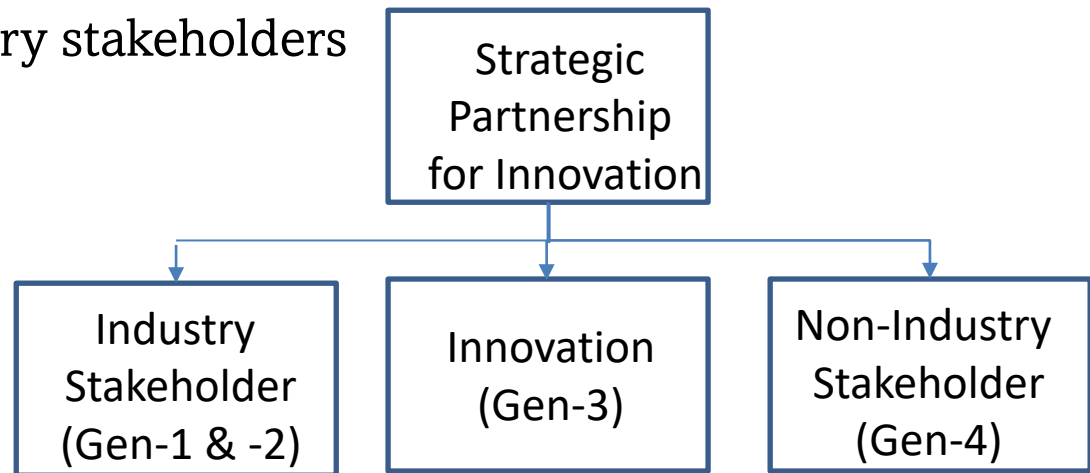 ry stakeholders
Strategic
Partnership
for Innovation
Industry
Stakeholder
(Gen-1 & -2)
Innovation
(Gen-3)
Non-Industry
Stakeholder
(Gen-4)